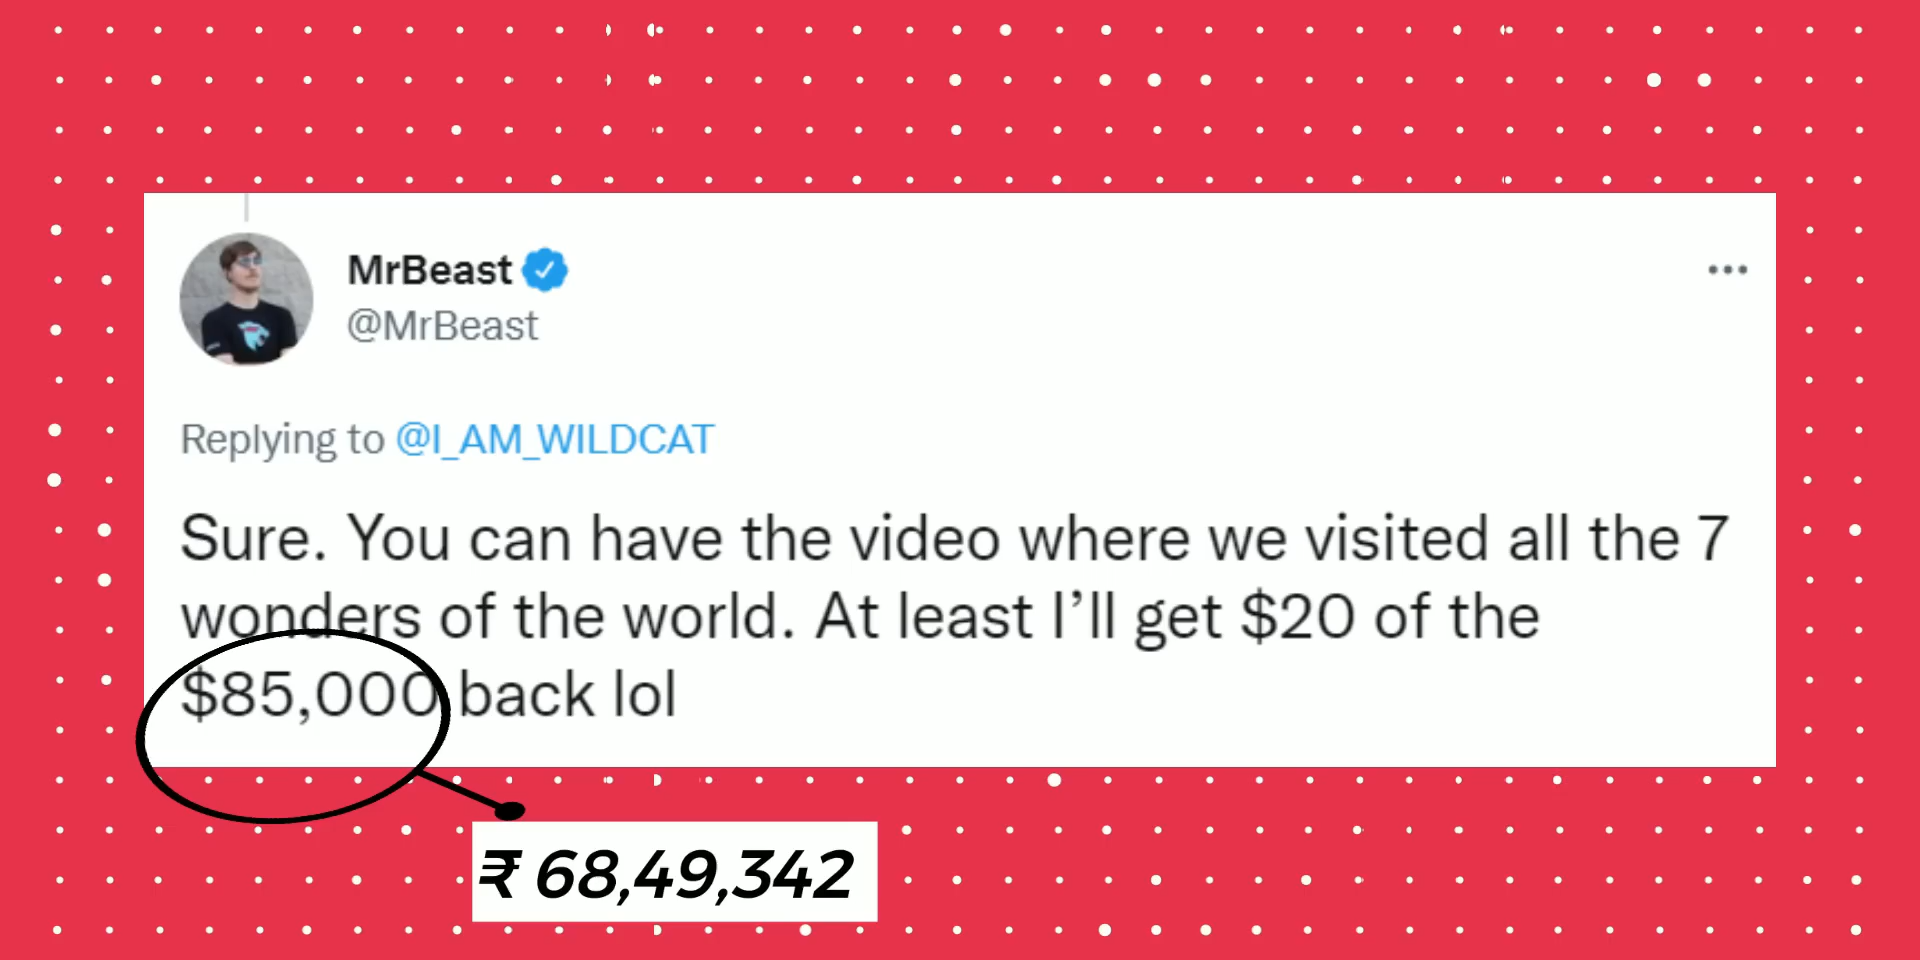 MrBeast
@MrBeast
Replying to @I_AM_WILDCAT
Sure. You can have the video where we visited all the 7
wonders of the world. At least I’ll get $20 of the
$85,000 back lol
₹ 68,49,342